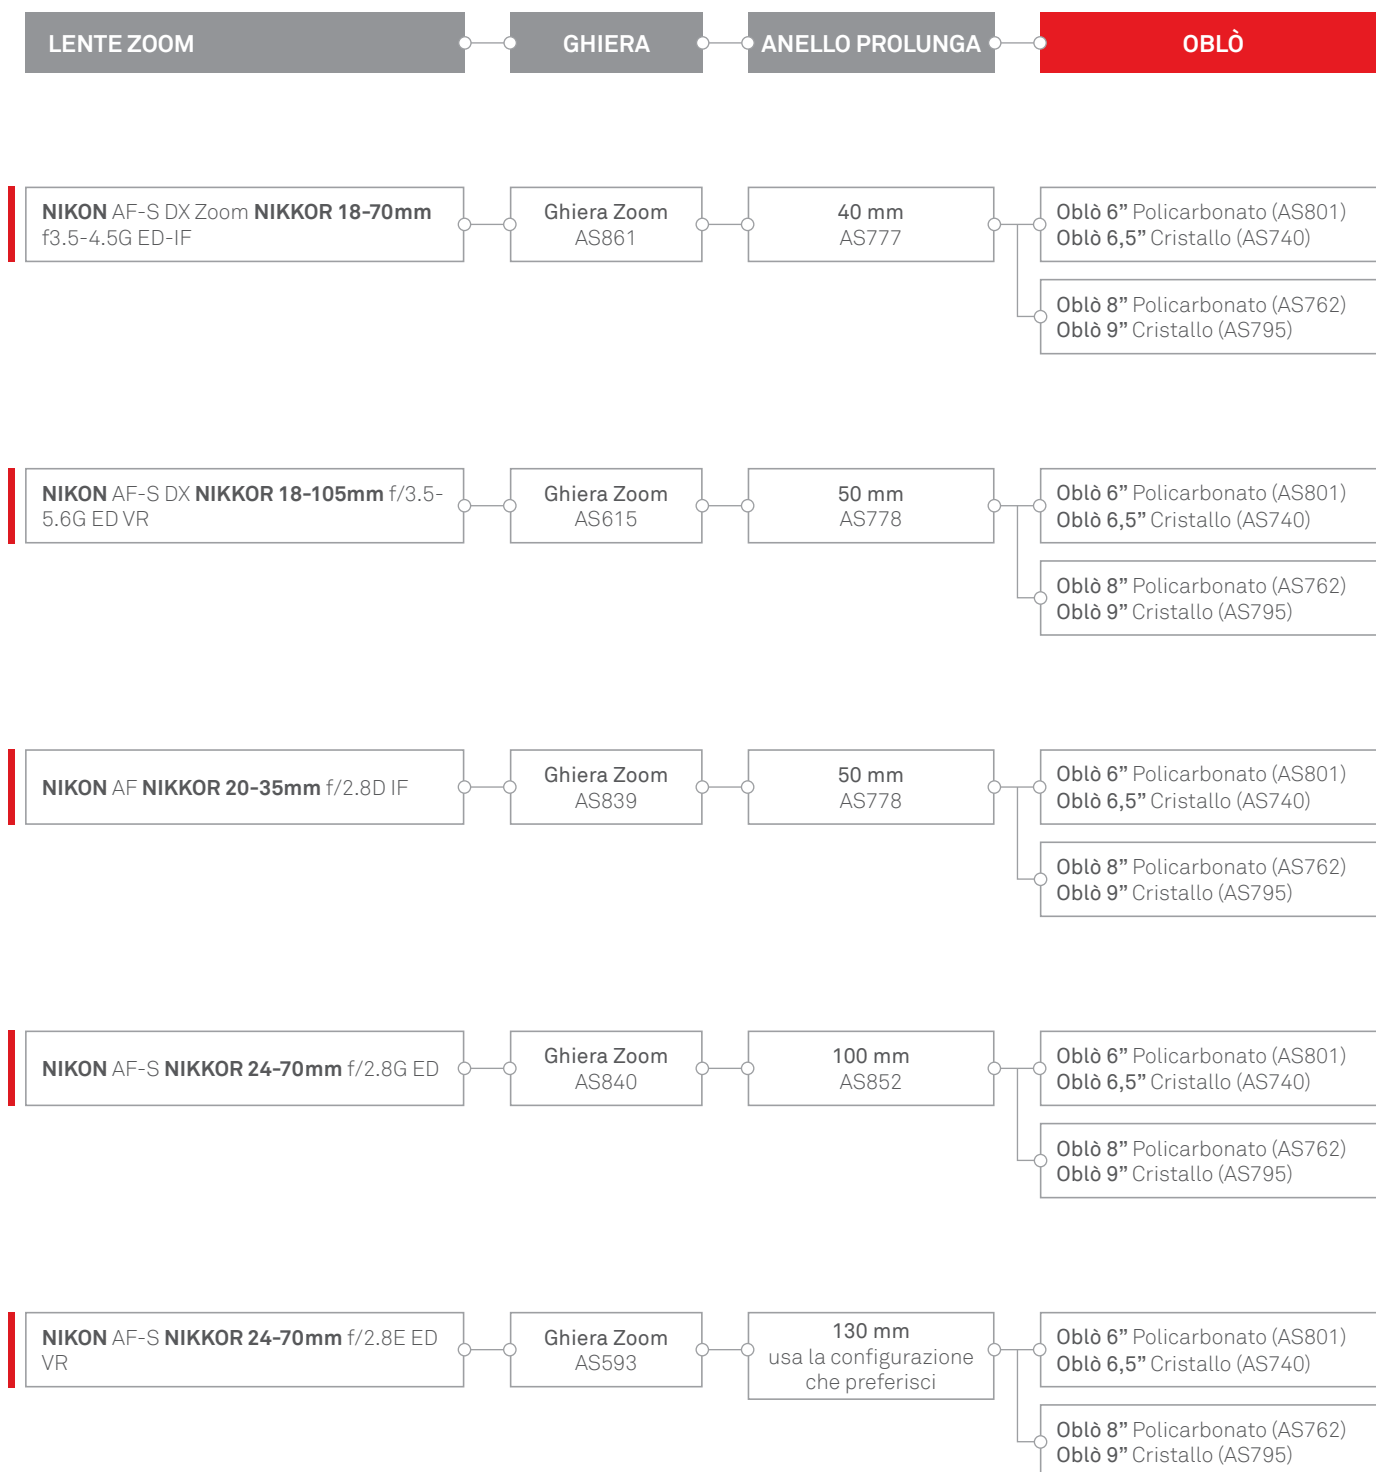 LENTE ZOOM
GHIERA
ANELLO PROLUNGA
OBLÒ
NIKON AF-S DX Zoom NIKKOR 18-70mm
f3.5-4.5G ED-IF
Ghiera Zoom
AS861
40 mm
AS777
Oblò 6” Policarbonato (AS801)
Oblò 6,5” Cristallo (AS740)
Oblò 8” Policarbonato (AS762)
Oblò 9” Cristallo (AS795)
NIKON AF-S DX NIKKOR 18-105mm f/3.5-
5.6G ED VR
Ghiera Zoom
AS615
50 mm
AS778
Oblò 6” Policarbonato (AS801)
Oblò 6,5” Cristallo (AS740)
Oblò 8” Policarbonato (AS762)
Oblò 9” Cristallo (AS795)
NIKON AF NIKKOR 20-35mm f/2.8D IF
Ghiera Zoom
AS839
50 mm
AS778
Oblò 6” Policarbonato (AS801)
Oblò 6,5” Cristallo (AS740)
Oblò 8” Policarbonato (AS762)
Oblò 9” Cristallo (AS795)
NIKON AF-S NIKKOR 24-70mm f/2.8G ED
Ghiera Zoom
AS840
100 mm
AS852
Oblò 6” Policarbonato (AS801)
Oblò 6,5” Cristallo (AS740)
Oblò 8” Policarbonato (AS762)
Oblò 9” Cristallo (AS795)
NIKON AF-S NIKKOR 24-70mm f/2.8E ED
VR
Ghiera Zoom
AS593
130 mm
usa la configurazione
che preferisci
Oblò 6” Policarbonato (AS801)
Oblò 6,5” Cristallo (AS740)
Oblò 8” Policarbonato (AS762)
Oblò 9” Cristallo (AS795)